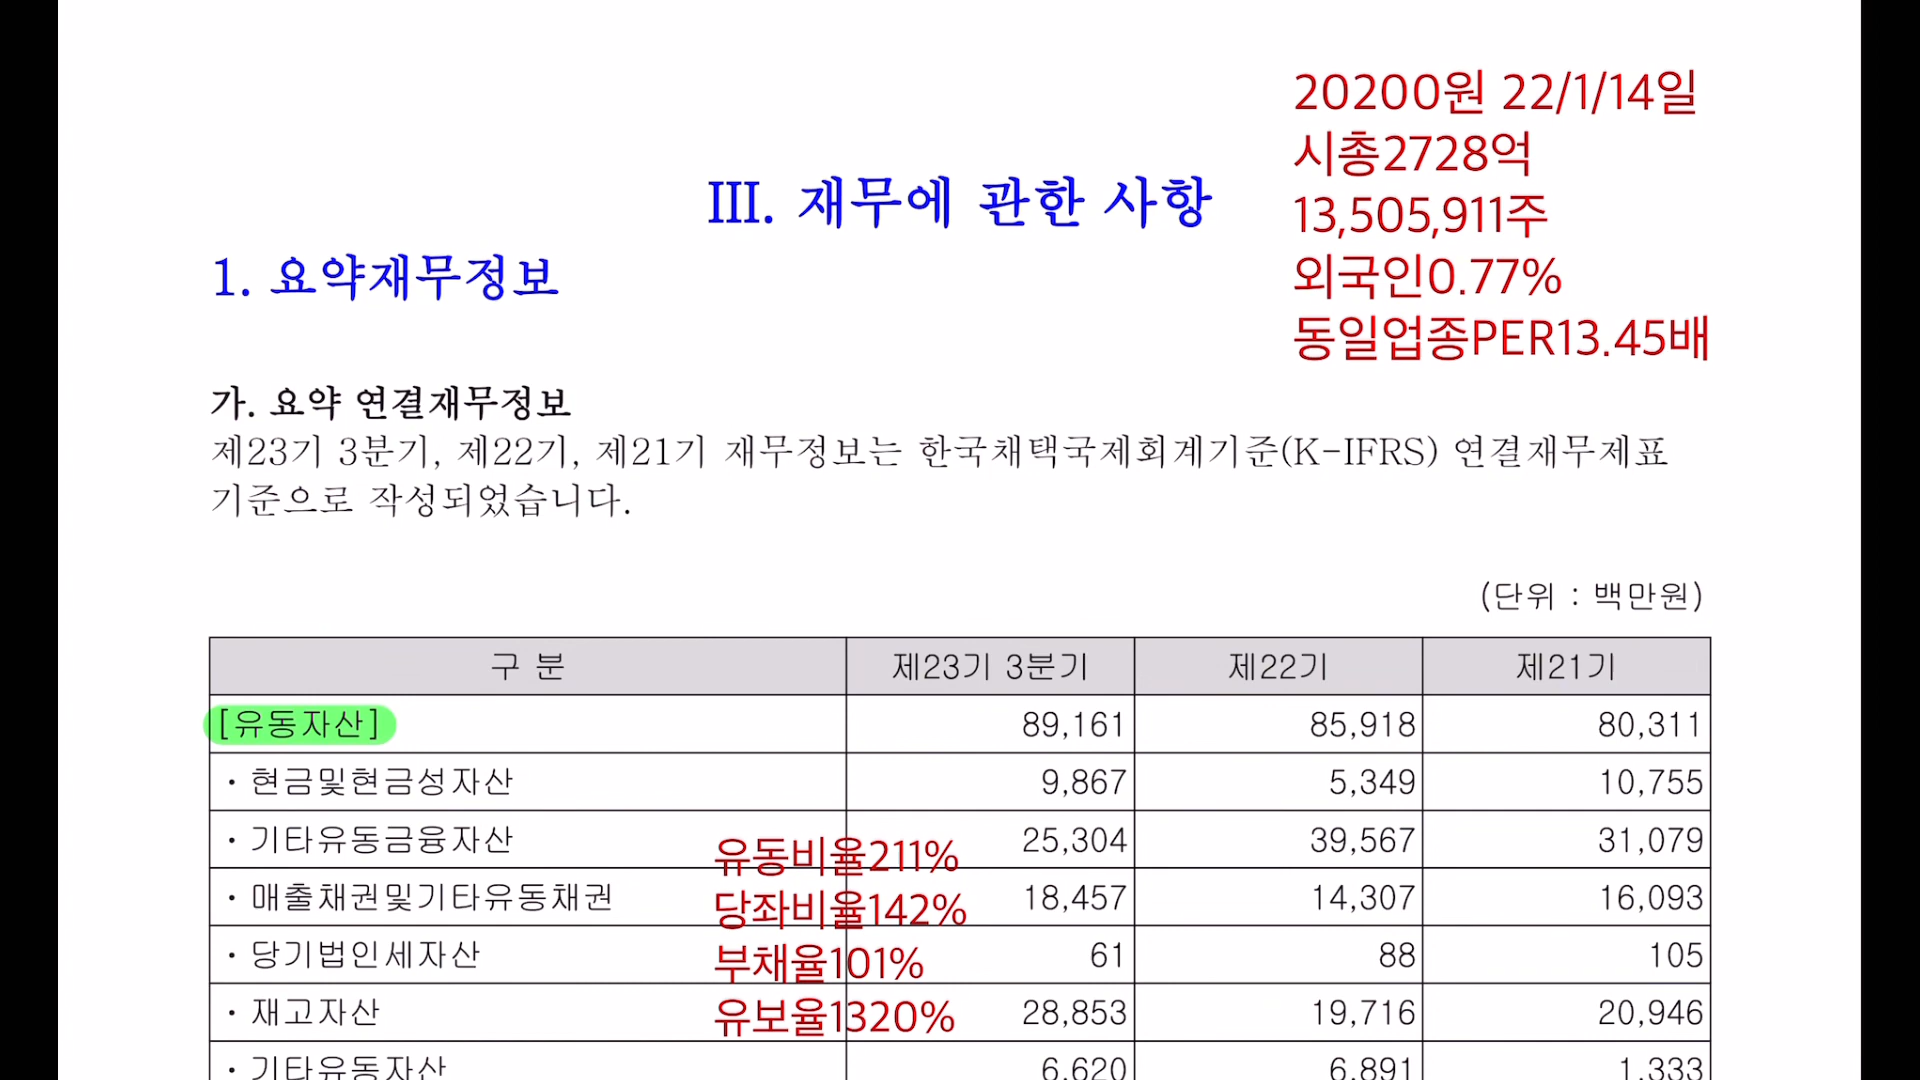 20200원 22/1/14일
시총2728억
13,505,911주
외국인0.77%
동일업종PER13.45배
III. 재무에 관한 사항
1. 요약재무정보
가. 요약 연결재무정보
제23기 3분기, 제22기, 제21기 재무정보는 한국채택국제회계기준(K-IFRS) 연결재무제표
기준으로 작성되었습니다.
(단위 : 백만원)
구 분 제23기 3분기 제22기 제21기
[유동자산] 89,161 85,918 80,311
· 현금및현금성자산 9,867 5,349 10,755
· 기타유동금융자산 25,304 39,567 31,079
· 매출채권및기타유동채권 18,457 14,307 16,093
· 당기법인세자산 61 88 105
· 재고자산 28,853 19,716 20,946
· 기타유동자산 6,620 6,891 1,333
유동비율211%
당좌비율142%
부채율101%
유보율1320%